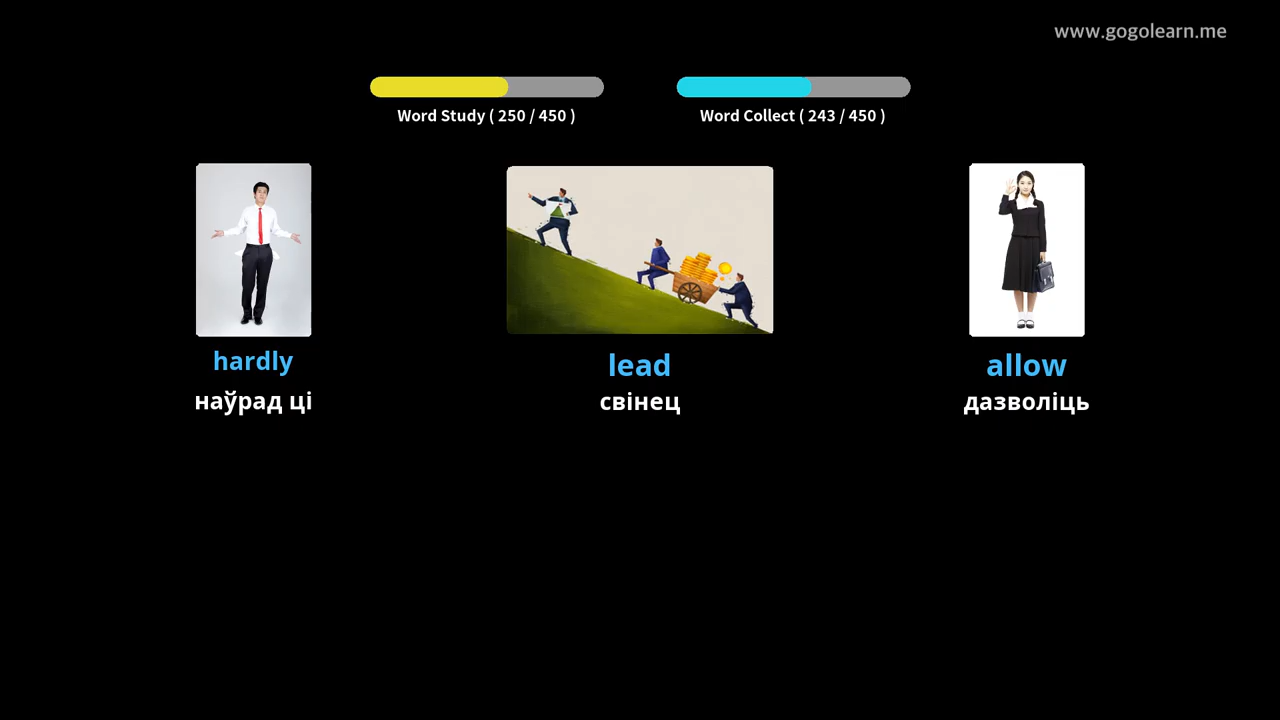 www.gogolearn.me
Word Study ( 250 / 450 )
Word Collect ( 243 / 450 )
hardly
lead
allow
наўрад ці
свінец
дазволіць